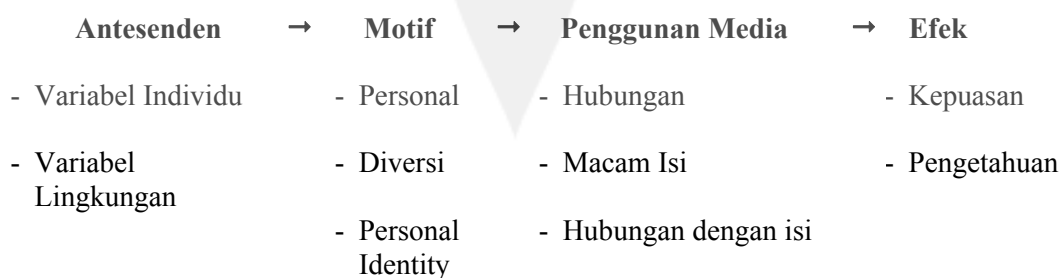 Antesenden → Motif → Penggunan Media → Efek
- Variabel Individu - Personal - Hubungan - Kepuasan
- Variabel - Diversi - Macam Isi - Pengetahuan
Lingkungan
- Personal - Hubungan dengan isi
Identity